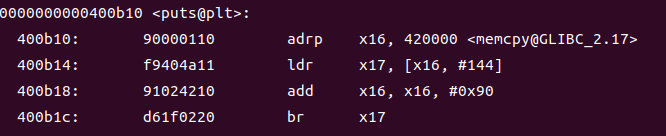 0000000000400b10 <puts@plt>:
400b10: 90000110 adrp x16, 420000 <memcpy@GLIBC_2.17>
400b14: f9404a11 ldr x17, [x16, #144]
400b18: 91024210 add x16, x16, #0x90
400b1c: d61f0220 br x17